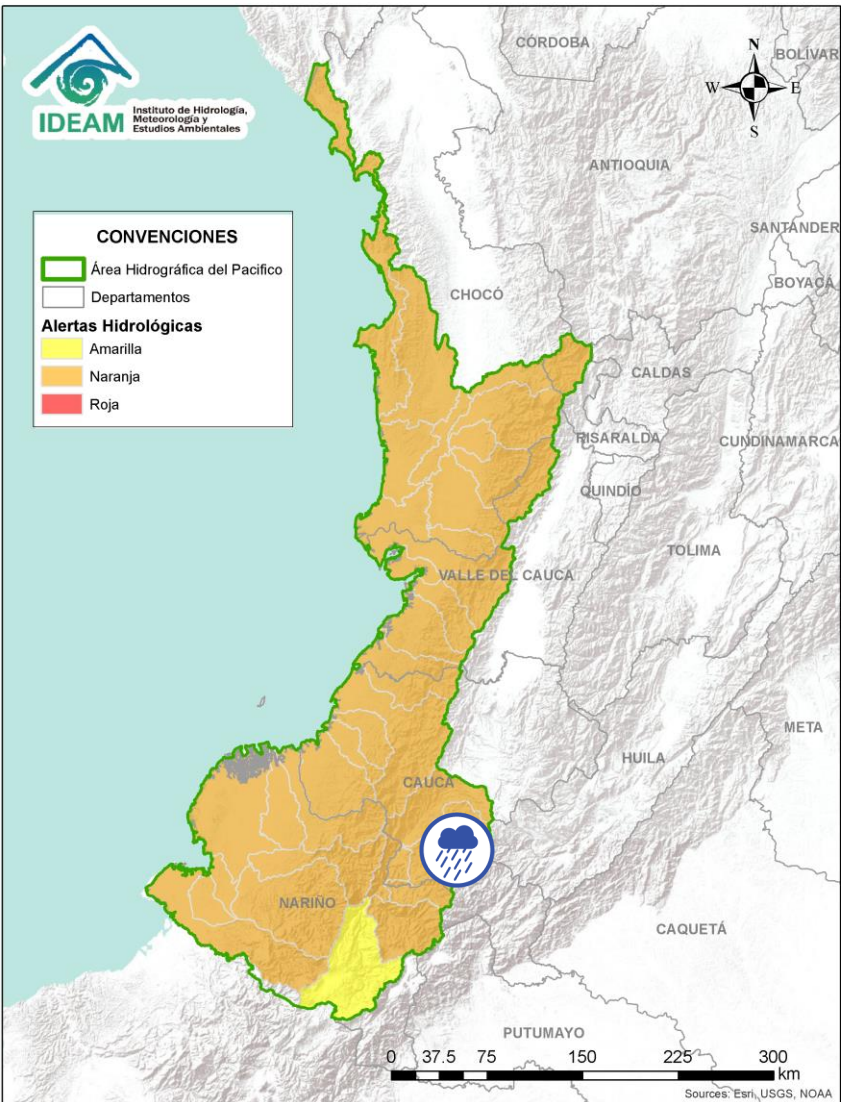 IDEAM
Instituto de Hidrología,
Meteorología y
Estudios Ambientales
N
W
E
S
CÓRDOBA
BOLIVAR
ANTIOQUIA
SANTANDER
BOYACÁ
CHOCÓ
CALDAS
RISARALDA
CUNDINAMARCA
QUINDÍO
TOLIMA
VALLE DEL CAUCA
META
HUILA
CAUCA
NARIÑO
CAQUETÁ
PUTUMAYO
CONVENCIONES
Área Hidrográfica del Pacifico
Departamentos
Alertas Hidrológicas
Amarilla
Naranja
Roja
0 37.5 75 150 225 300
km
Sources: Esri, USGS, NOAA